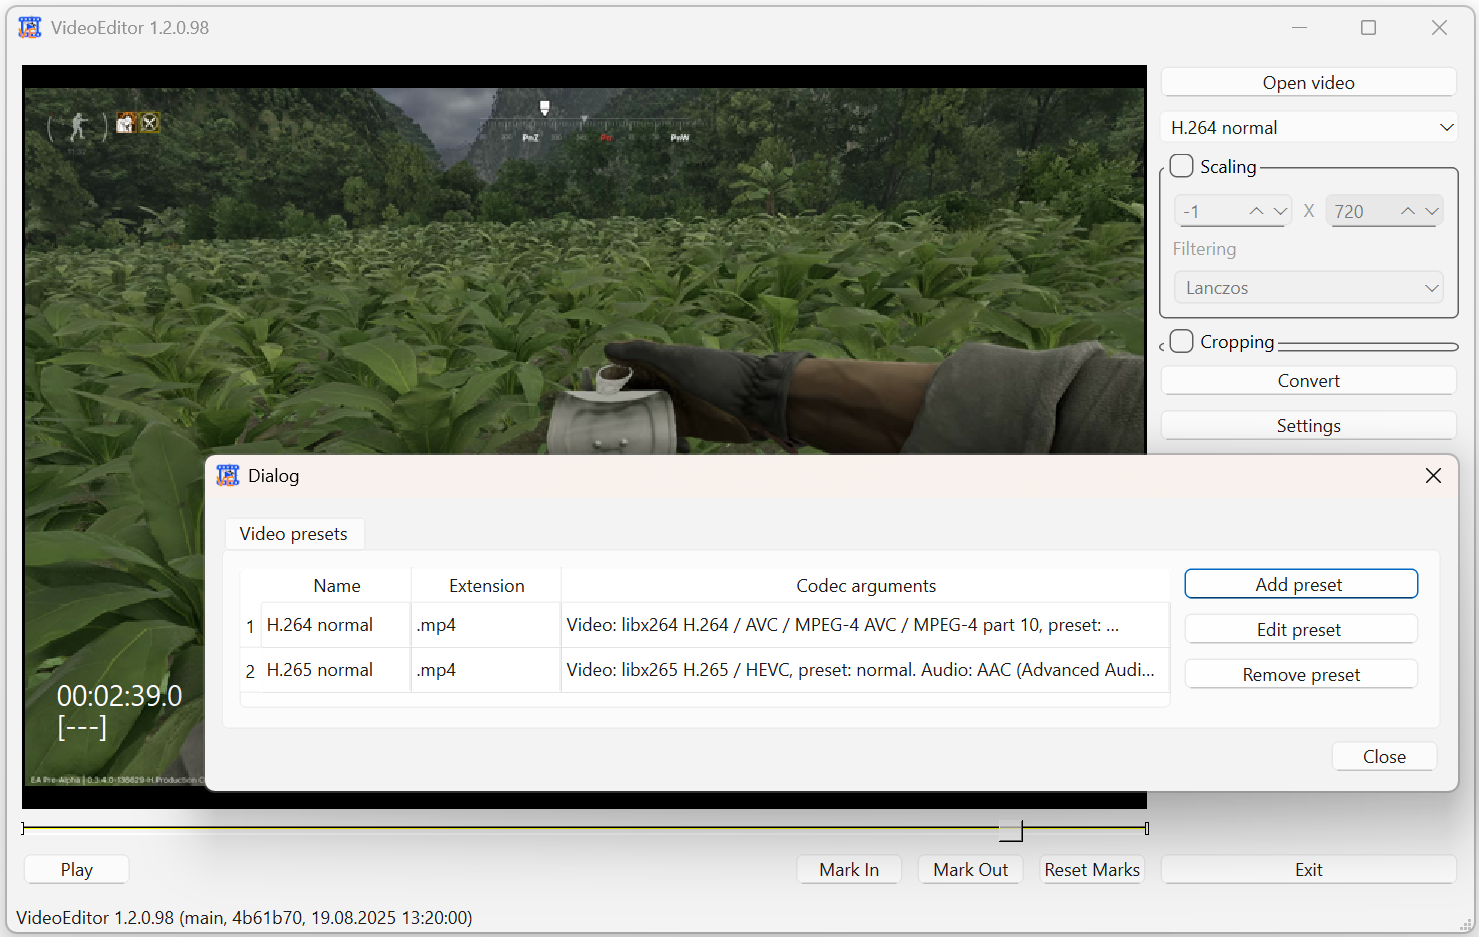 VideoEditor 1.2.0.98
Open video
H.264 normal
Scaling
-1 X 720
Filtering
Lanczos
Cropping
Convert
Settings
Dialog
Video presets
Name Extension Codec arguments
1 H.264 normal .mp4 Video: libx264 H.264 / AVC / MPEG-4 AVC / MPEG-4 part 10, preset: ...
2 H.265 normal .mp4 Video: libx265 H.265 / HEVC, preset: normal. Audio: AAC (Advanced Audi...
Add preset
Edit preset
Remove preset
Close
00:02:39.0
[---]
EA Pre-Alpha
Play
Mark In
Mark Out
Reset Marks
Exit
VideoEditor 1.2.0.98 (main, 4b61b70, 19.08.2025 13:20:00)